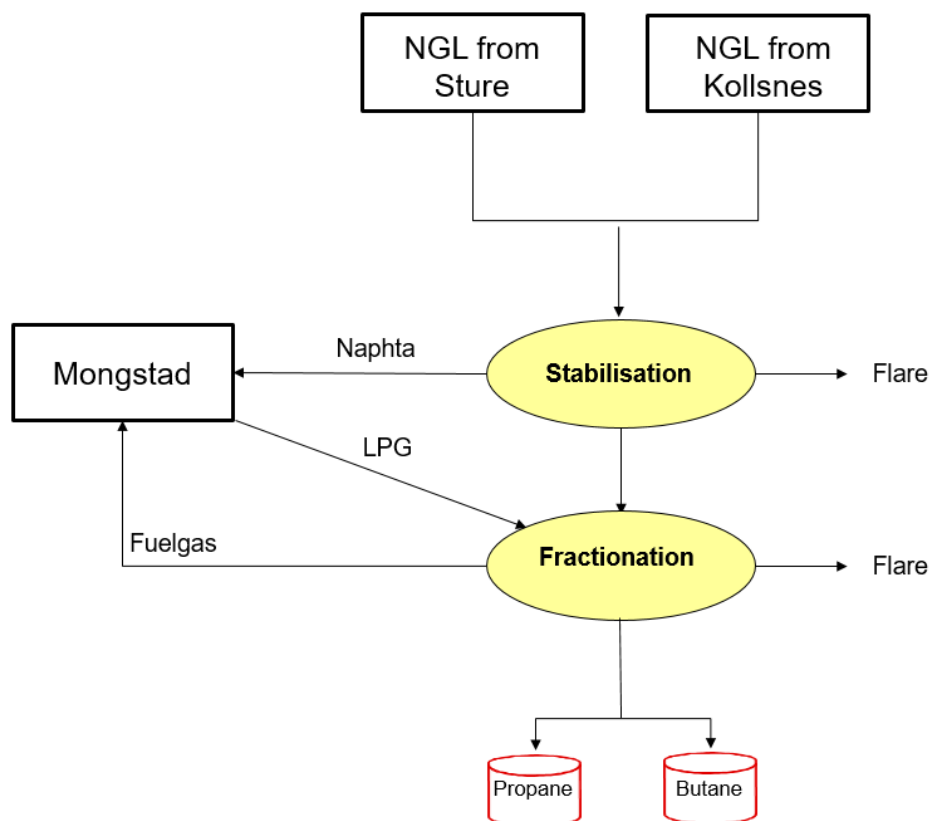 NGL from
Sture
NGL from
Kollsnes
Naphta
Mongstad
Stabilisation
Flare
LPG
Fuelgas
Fractionation
Flare
Propane
Butane